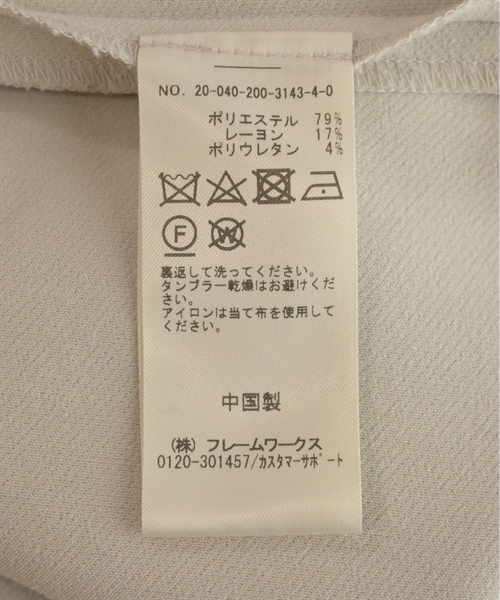 NO. 20-040-200-3143-4-0
ポリエステル 79%
レーヨン 17%
ポリウレタン 4%
F W
裏返して洗ってください。
タンブラー乾燥はお避けくだ
さい。
アイロンは当て布を使用して
ください。
中国製
(株) フレームワークス
0120-301457/カスタマーサポート